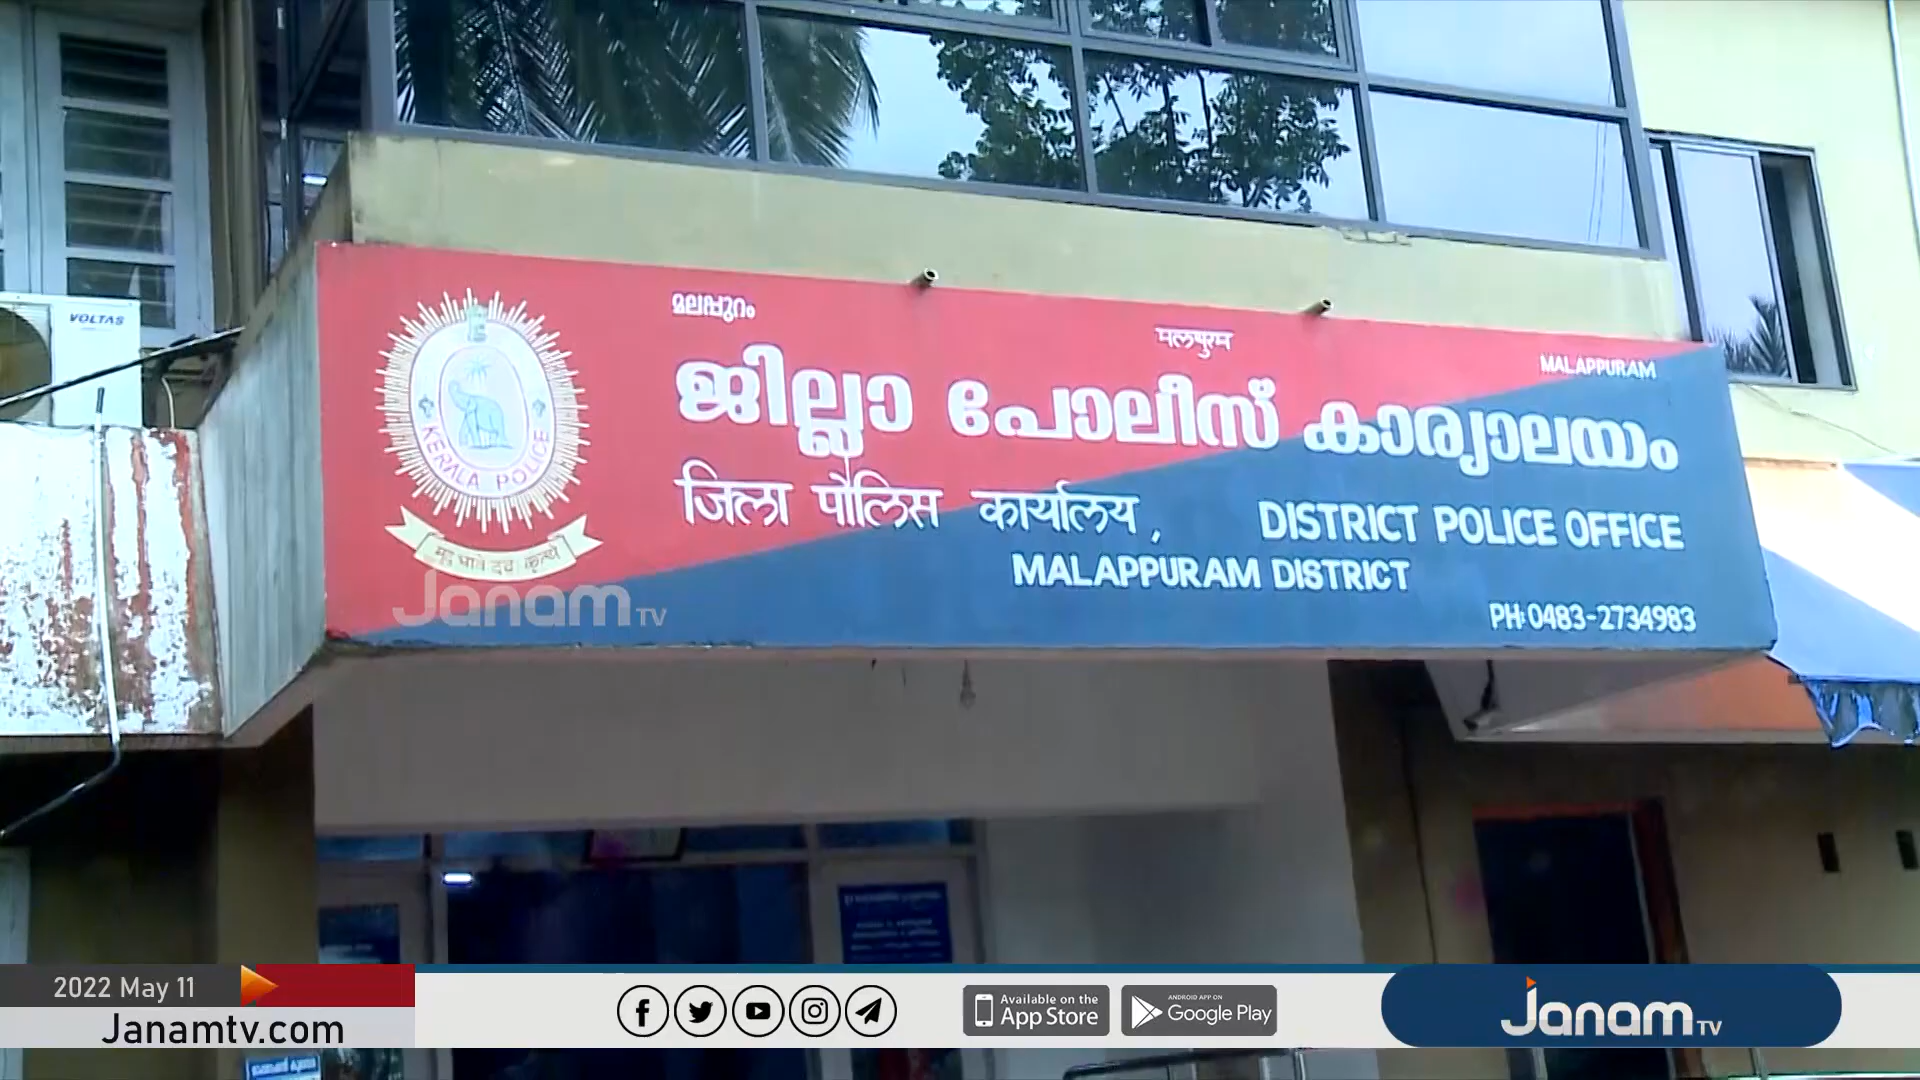 VOLTAS
മലപ്പുറം
मलपुरम
MALAPPURAM
ജില്ലാ പോലീസ് കാര്യാലയം
जिला पोलिस कार्यालय , DISTRICT POLICE OFFICE
MALAPPURAM DISTRICT
PH: 0483-2734983
KERALA POLICE
Janam TV
2022 May 11
Janamtv.com
Available on the App Store
ANDROID APP ON Google Play
Janam TV